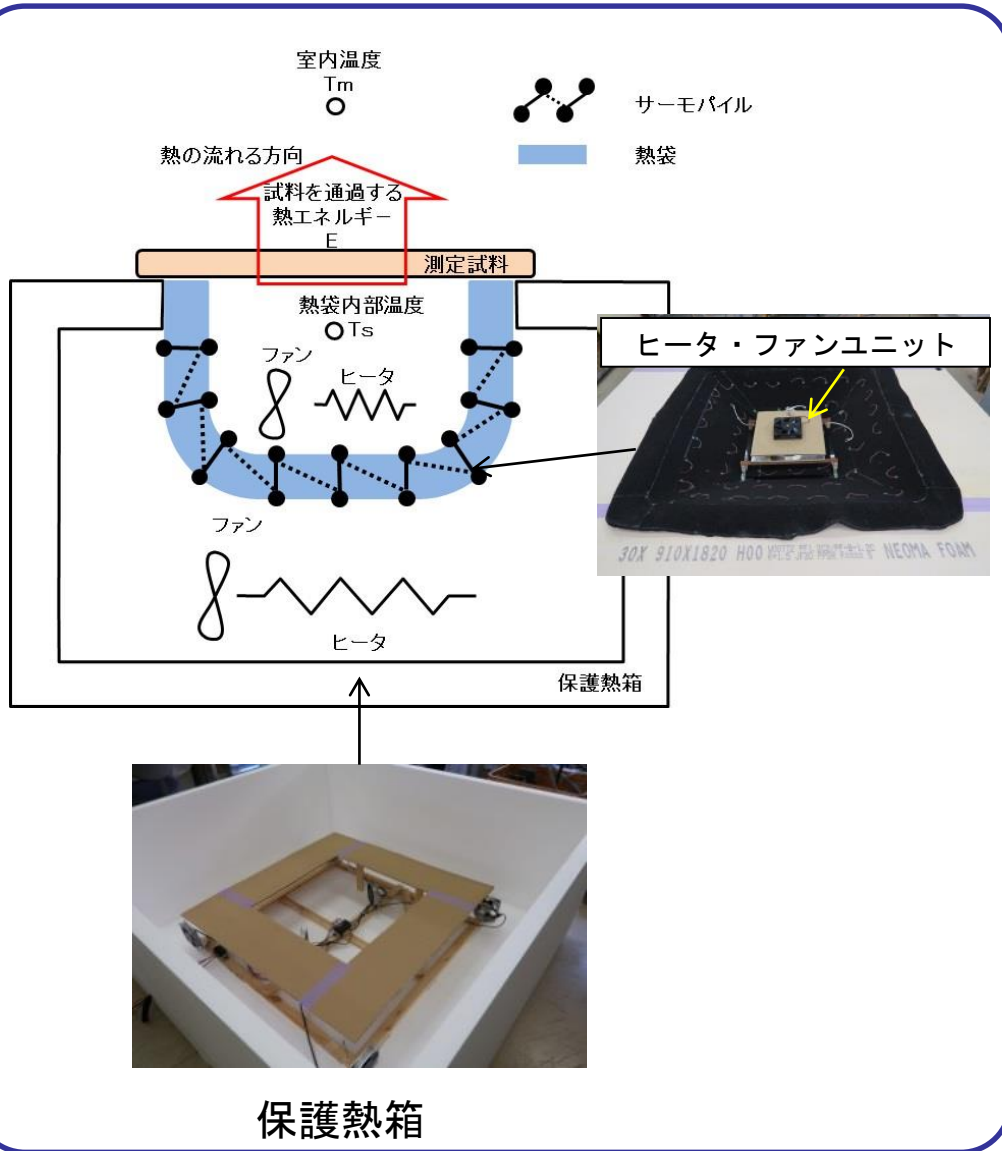 室内温度
Tm
サーモパイル
熱の流れる方向
熱袋
試料を通過する
熱エネルギー
E
測定試料
熱袋内部温度
Ts
ファン
ヒータ
ヒータ・ファンユニット
ファン
30X 910X1820 H00
NEOMA FOAM
ヒータ
保護熱箱
保護熱箱